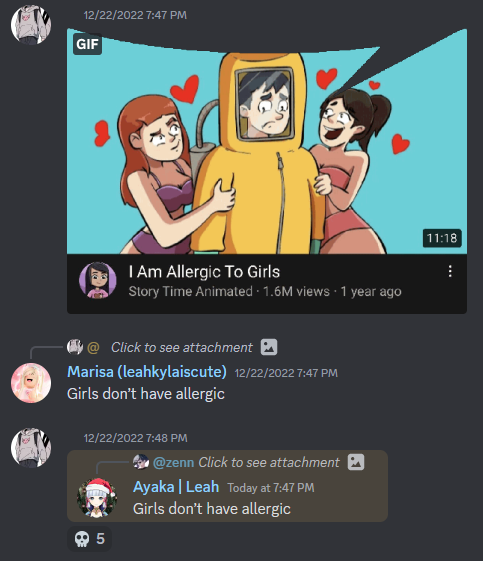 12/22/2022 7:47 PM
GIF
11:18
I Am Allergic To Girls
Story Time Animated · 1.6M views · 1 year ago
@ Click to see attachment
Marisa (leahkylaiscute) 12/22/2022 7:47 PM
Girls don't have allergic
12/22/2022 7:48 PM
@zenn Click to see attachment
Ayaka | Leah Today at 7:47 PM
Girls don't have allergic
5